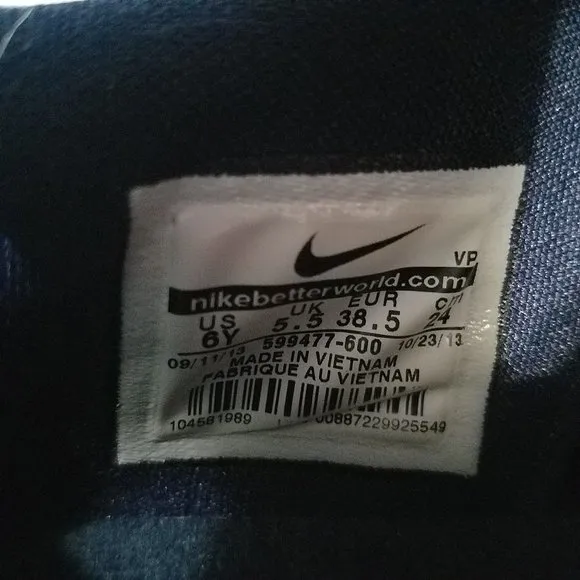 VP
nikebetterworld.com
US UK EUR cm
6Y 5.5 38.5 24
09/11/13 599477-600 10/23/13
MADE IN VIETNAM
FABRIQUE AU VIETNAM
104581989 00887229925549